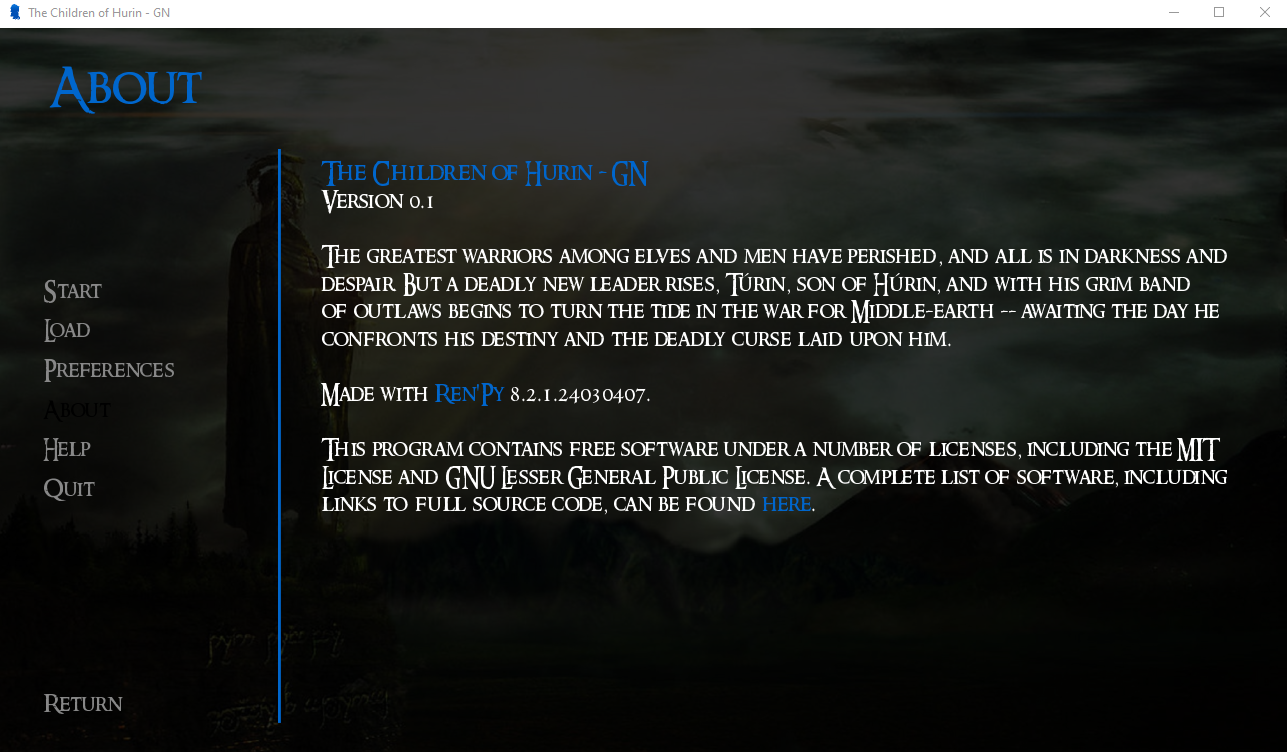 The Children of Hurin - GN
About
The Children of Hurin - GN
Version 0.1
The greatest warriors among elves and men have perished, and all is in darkness and
despair. But a deadly new leader rises, Túrin, son of Húrin, and with his grim band
of outlaws begins to turn the tide in the war for Middle-earth -- awaiting the day he
confronts his destiny and the deadly curse laid upon him.
Made with Ren'Py 8.2.1.24030407.
This program contains free software under a number of licenses, including the MIT
License and GNU Lesser General Public License. A complete list of software, including
links to full source code, can be found here.
Start
Load
Preferences
About
Help
Quit
Return